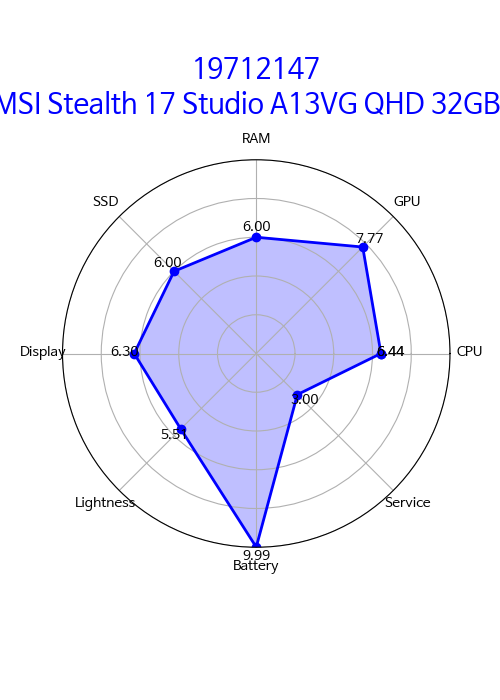 19712147
MSI Stealth 17 Studio A13VG QHD 32GB
RAM
SSD
GPU
6.00
7.77
6.00
Display
6.30
6.44
CPU
3.00
5.51
Lightness
Service
9.99
Battery